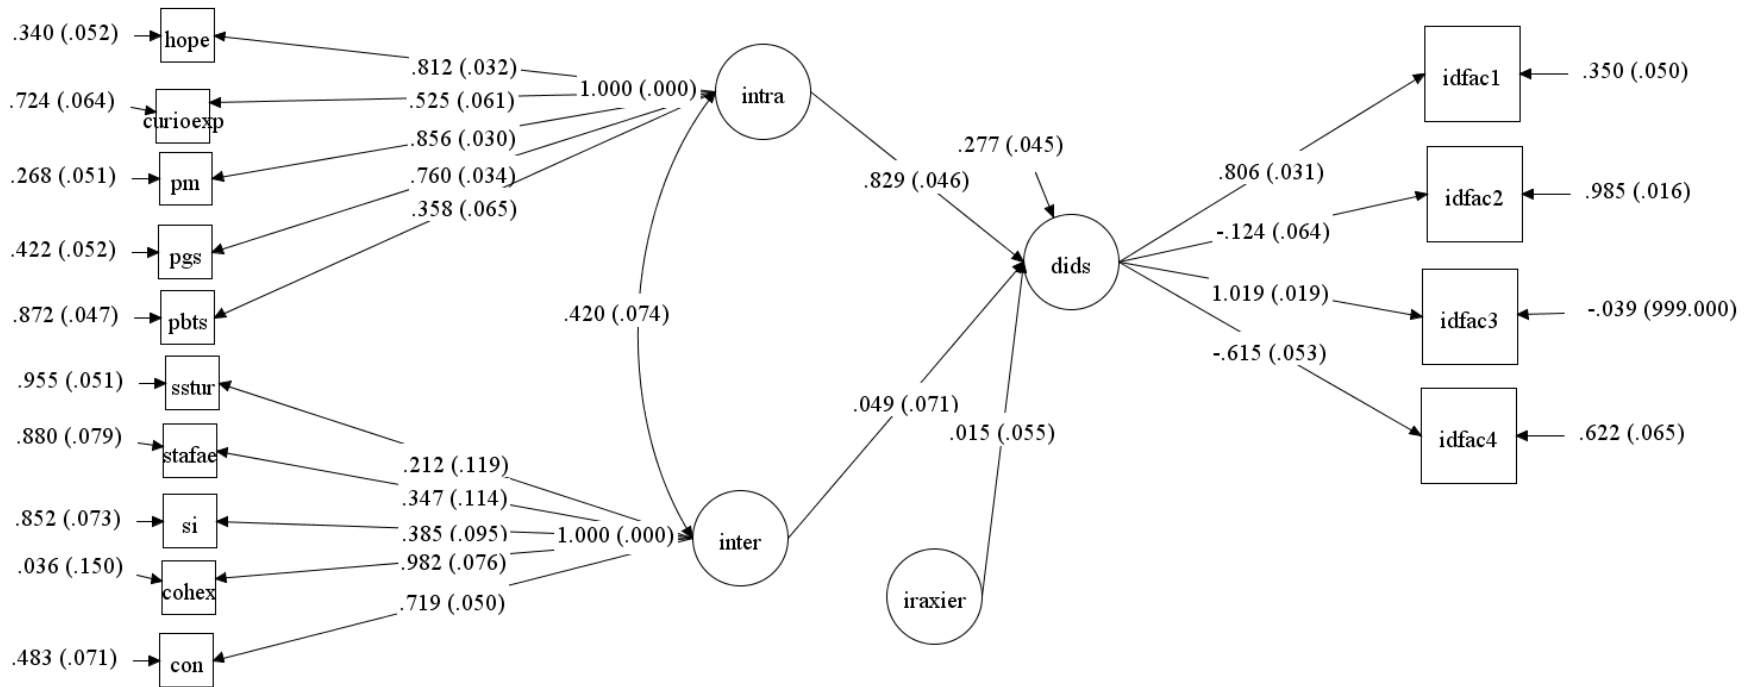 .340 (.052)
hope
.812 (.032)
.724 (.064)
curioexp
.525 (.061)
1.000 (.000)
intra
.268 (.051)
pm
.856 (.030)
.422 (.052)
pgs
.760 (.034)
.872 (.047)
pbts
.358 (.065)
.420 (.074)
.955 (.051)
sstur
.212 (.119)
.880 (.079)
stafae
.347 (.114)
.852 (.073)
si
.385 (.095)
1.000 (.000)
inter
.036 (.150)
cohex
.982 (.076)
.483 (.071)
con
.719 (.050)
.829 (.046)
.049 (.071)
.015 (.055)
iraxier
.277 (.045)
dids
.806 (.031)
idfac1
.350 (.050)
-.124 (.064)
idfac2
.985 (.016)
1.019 (.019)
idfac3
-.039 (999.000)
-.615 (.053)
idfac4
.622 (.065)